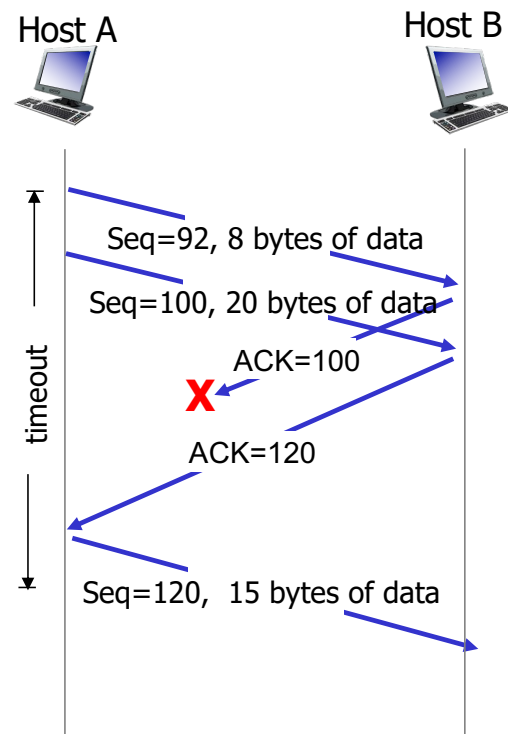 Host A
Host B
Seq=92, 8 bytes of data
Seq=100, 20 bytes of data
ACK=100
X
timeout
ACK=120
Seq=120, 15 bytes of data